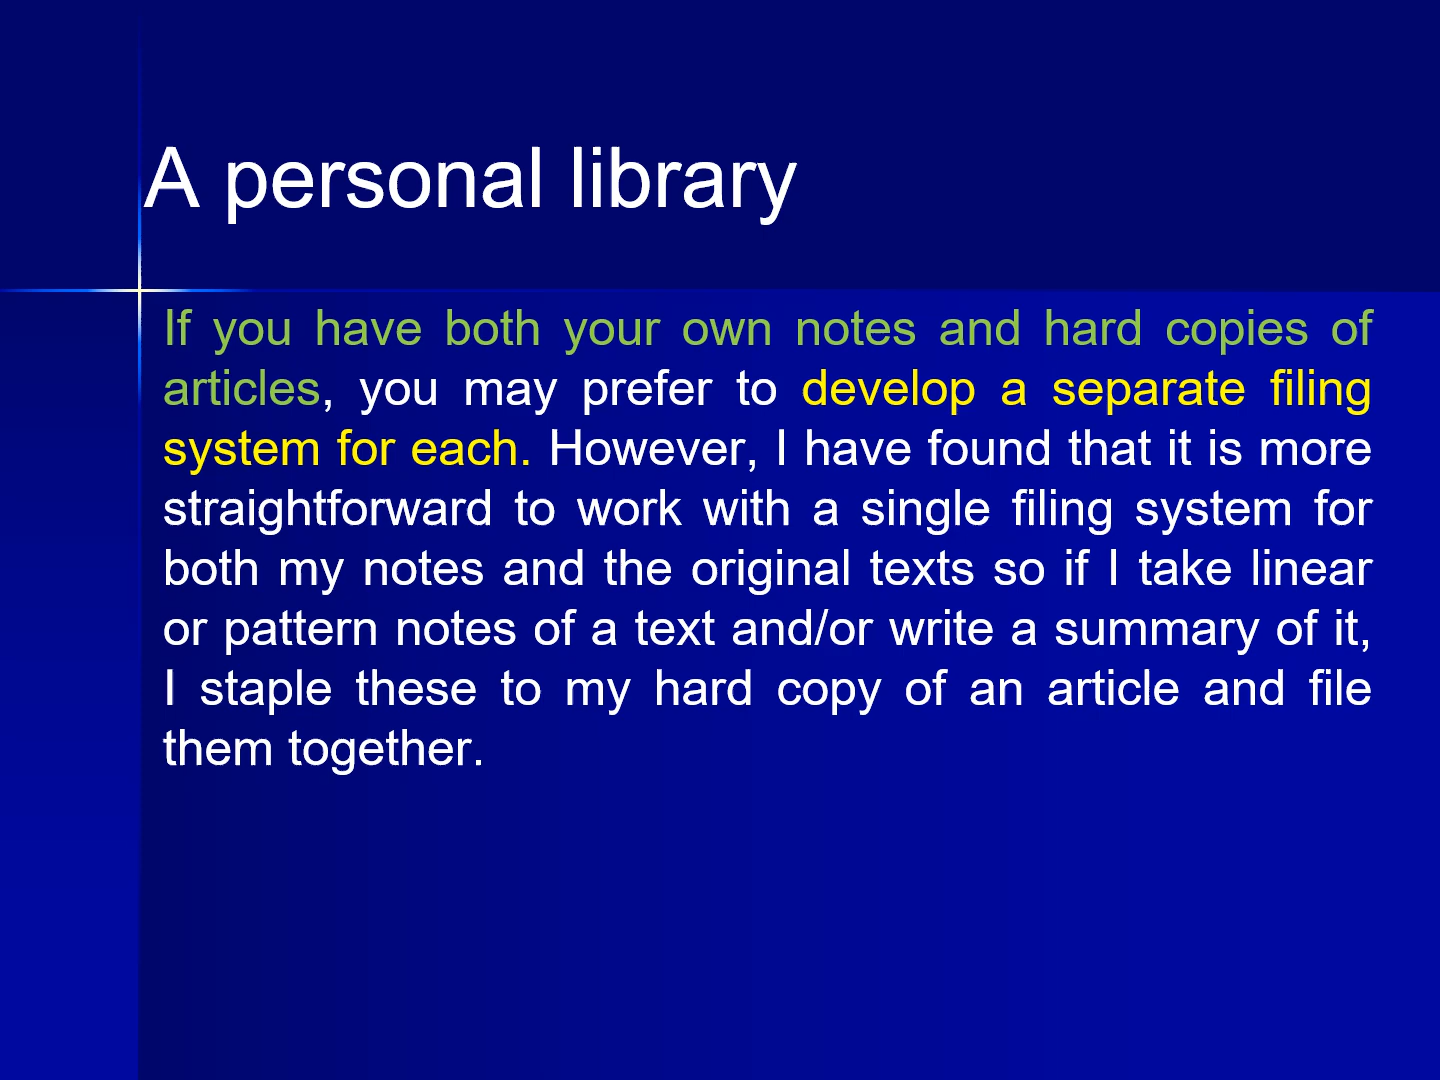 A personal library
If you have both your own notes and hard copies of
articles, you may prefer to develop a separate filing
system for each. However, I have found that it is more
straightforward to work with a single filing system for
both my notes and the original texts so if I take linear
or pattern notes of a text and/or write a summary of it,
I staple these to my hard copy of an article and file
them together.